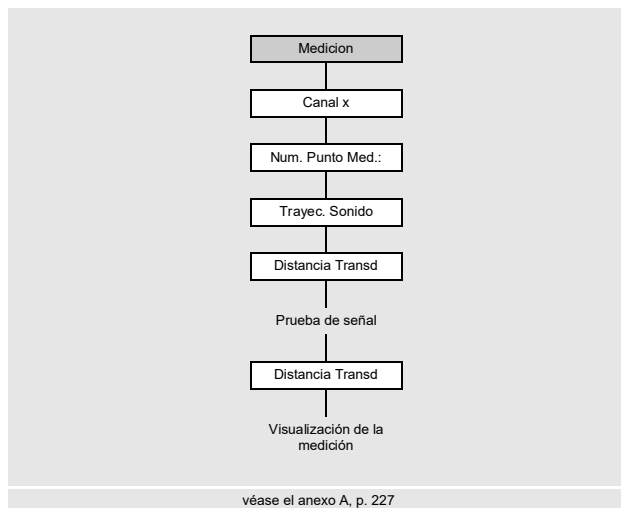 Medicion
Canal x
Num. Punto Med.:
Trayec. Sonido
Distancia Transd
Prueba de señal
Distancia Transd
Visualización de la
medición
véase el anexo A, p. 227